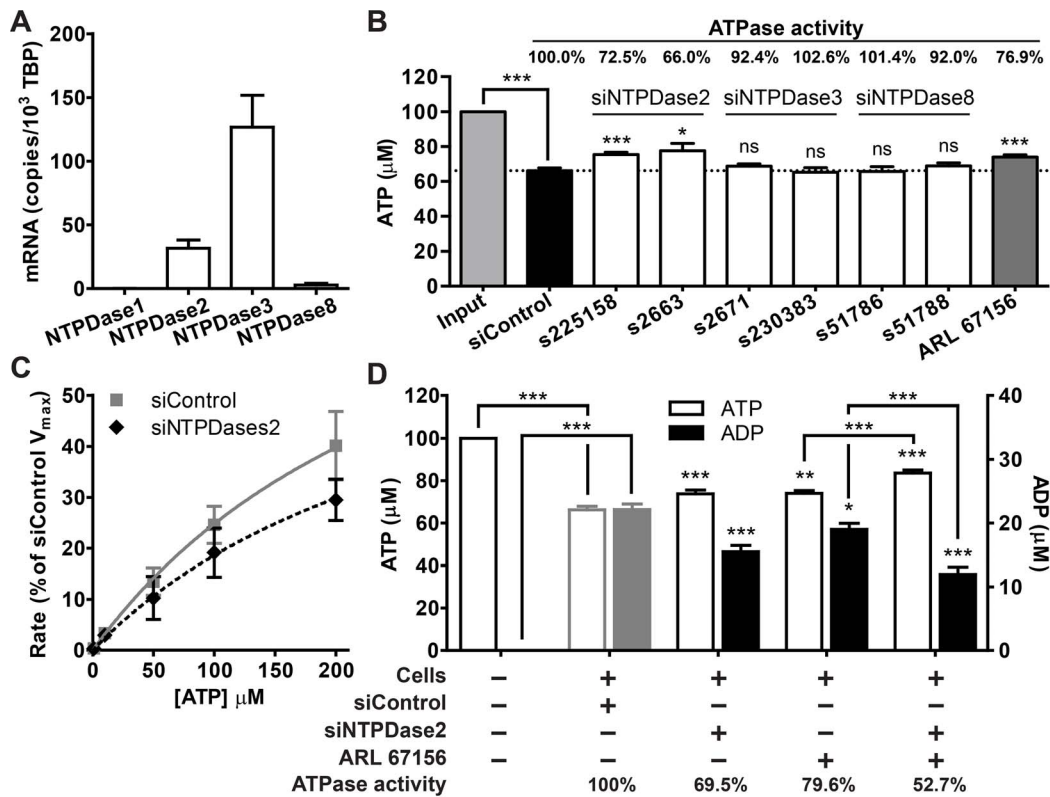 A
mRNA (copies/10³ TBP)
200
150
100
50
0
NTPDase1
NTPDase2
NTPDase3
NTPDase8
B
ATPase activity
100.0% 72.5% 66.0% 92.4% 102.6% 101.4% 92.0% 76.9%
ATP (μM)
120
100
80
60
40
20
0
***
siNTPDase2 siNTPDase3 siNTPDase8
*** * ns ns ns ns ***
Input
siControl
s225158
s2663
s2671
s230383
s51786
s51788
ARL 67156
C
Rate (% of siControl Vmax)
50
40
30
20
10
0
siControl
siNTPDases2
0 50 100 150 200
[ATP] μM
D
ATP (μM)
120
100
80
60
40
20
0
ATP
ADP
*** *** ***
*** ***
*** ** ***
*** * ***
40
30
20
10
0
ADP (μM)
Cells – + + + +
siControl – + – – –
siNTPDase2 – – + – +
ARL 67156 – – – + +
ATPase activity 100% 69.5% 79.6% 52.7%